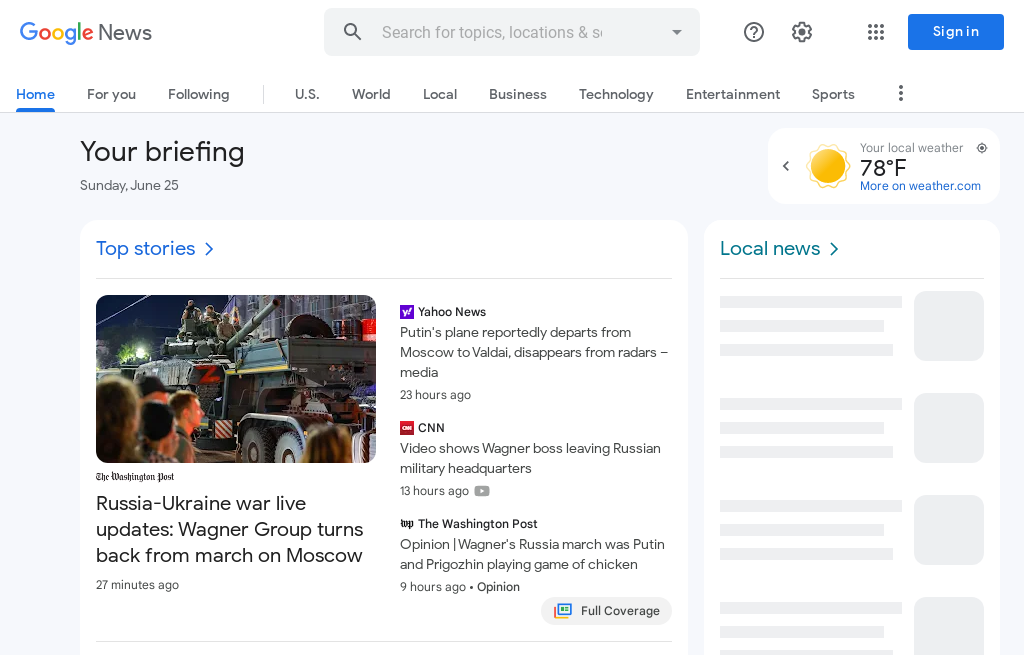 Google News
Search for topics, locations & so
Sign in
Home
For you
Following
U.S.
World
Local
Business
Technology
Entertainment
Sports
Your briefing
Sunday, June 25
Your local weather
78°F
More on weather.com
Top stories
The Washington Post
Russia-Ukraine war live
updates: Wagner Group turns
back from march on Moscow
27 minutes ago
Yahoo News
Putin's plane reportedly departs from
Moscow to Valdai, disappears from radars –
media
23 hours ago
CNN
Video shows Wagner boss leaving Russian
military headquarters
13 hours ago
wp The Washington Post
Opinion | Wagner's Russia march was Putin
and Prigozhin playing game of chicken
9 hours ago • Opinion
Full Coverage
Local news